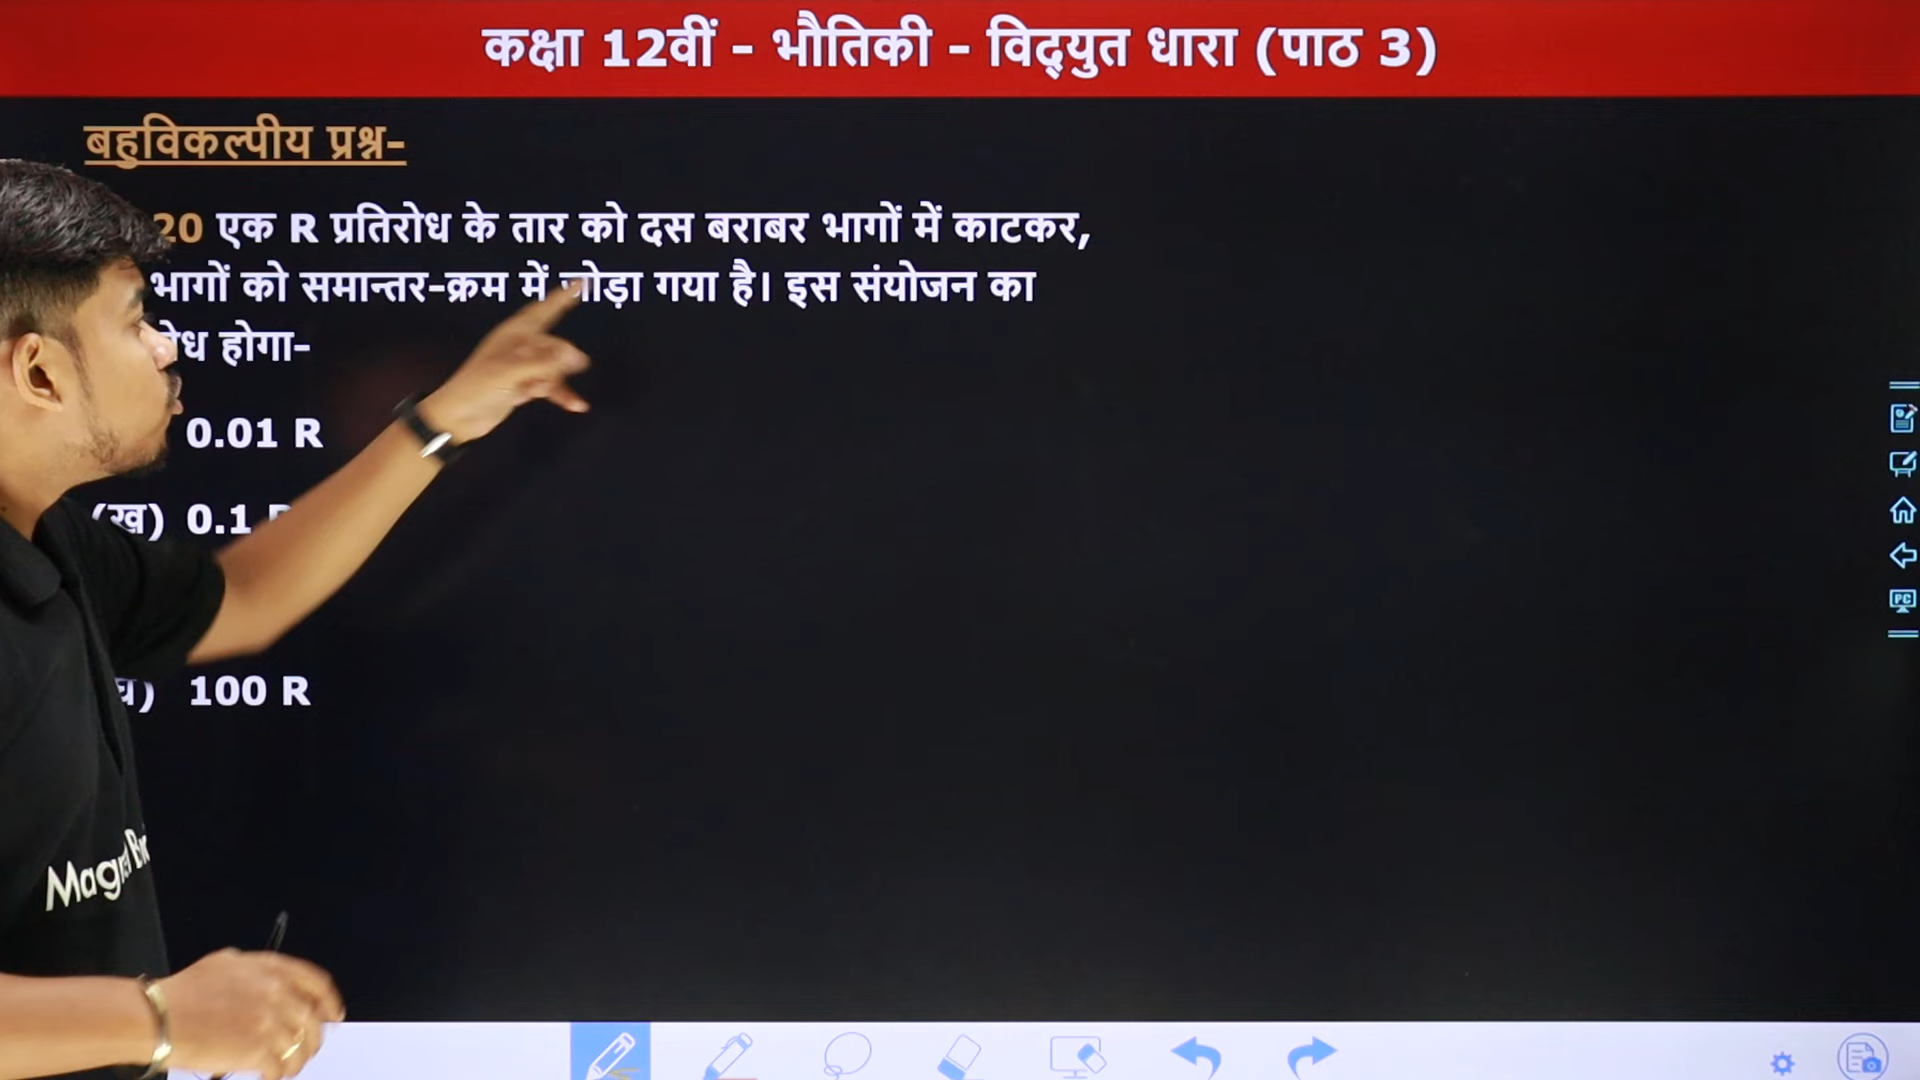 कक्षा 12वीं - भौतिकी - विद्युत धारा (पाठ 3)
बहुविकल्पीय प्रश्न-
20 एक R प्रतिरोध के तार को दस बराबर भागों में काटकर,
भागों को समान्तर-क्रम में जोड़ा गया है। इस संयोजन का
होगा-
0.01 R
(ख) 0.1
100 R
PC